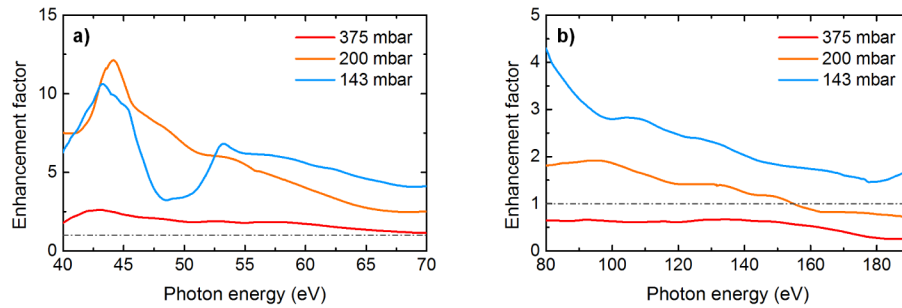 a)
375 mbar
200 mbar
143 mbar
15
10
5
0
Enhancement factor
40 45 50 55 60 65 70
Photon energy (eV)
b)
375 mbar
200 mbar
143 mbar
5
4
3
2
1
0
Enhancement factor
80 100 120 140 160 180
Photon energy (eV)